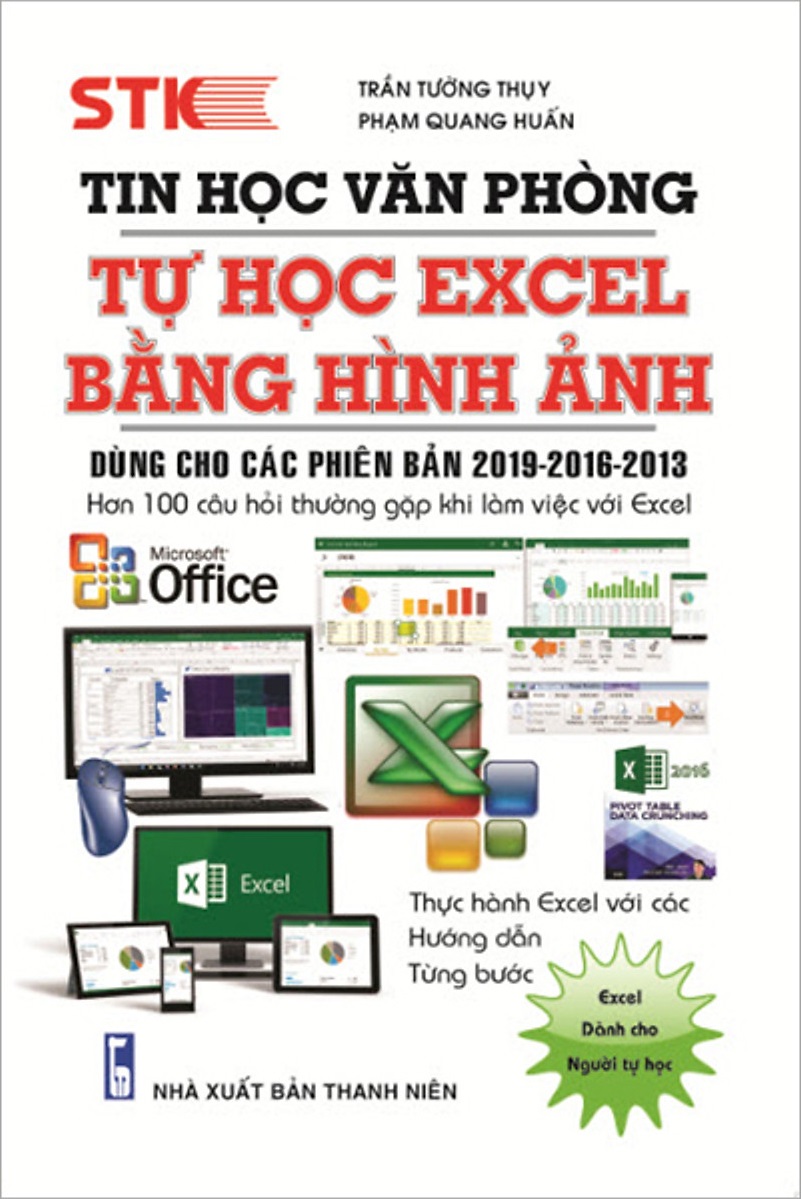 STK
TRẦN TƯỜNG THỤY
PHẠM QUANG HUẤN
TIN HỌC VĂN PHÒNG
TỰ HỌC EXCEL
BẰNG HÌNH ẢNH
DÙNG CHO CÁC PHIÊN BẢN 2019-2016-2013
Hơn 100 câu hỏi thường gặp khi làm việc với Excel
Microsoft
Office
2016
PIVOT TABLE
DATA CRUNCHING
Excel
Thực hành Excel với các
Hướng dẫn
Từng bước
Excel
Dành cho
Người tự học
NHÀ XUẤT BẢN THANH NIÊN